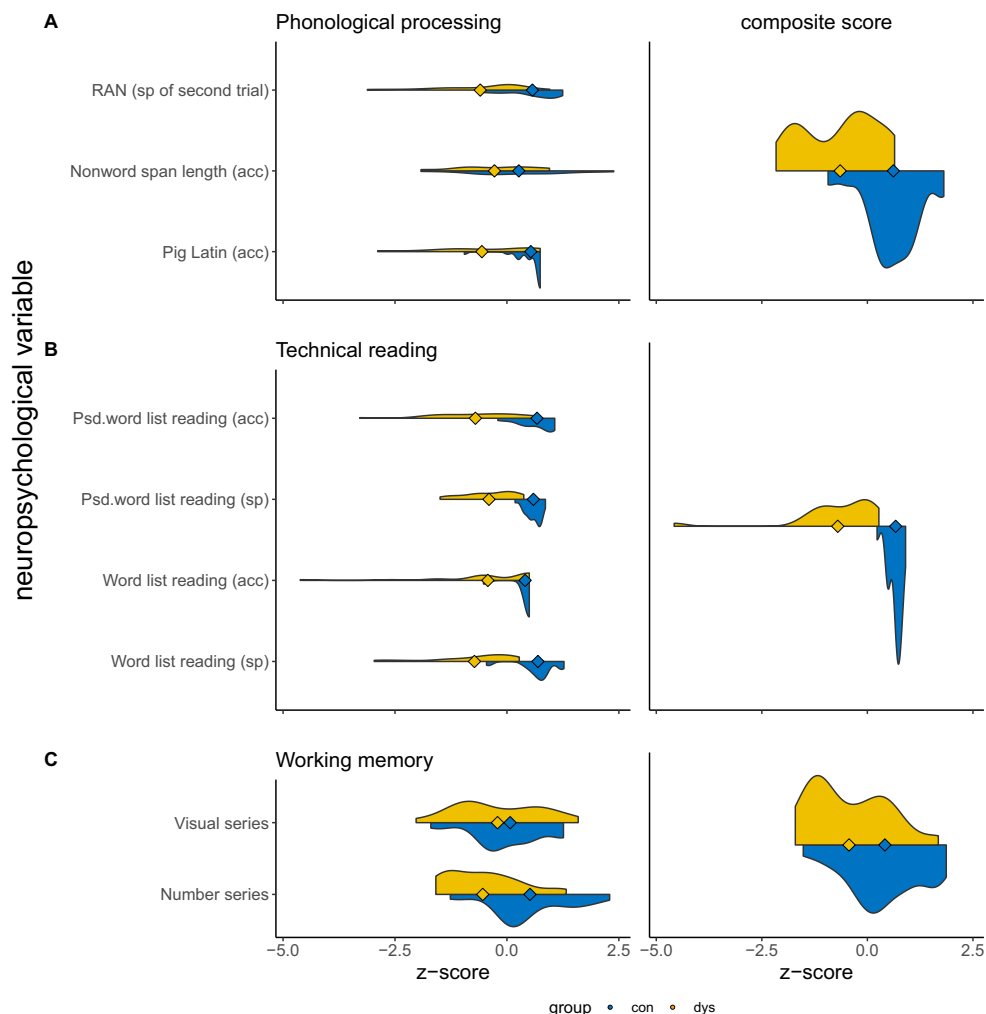 A
Phonological processing
composite score
RAN (sp of second trial)
Nonword span length (acc)
Pig Latin (acc)
neuropsychological variable
B
Technical reading
Psd.word list reading (acc)
Psd.word list reading (sp)
Word list reading (acc)
Word list reading (sp)
C
Working memory
Visual series
Number series
−5.0 −2.5 0.0 2.5 −5.0 −2.5 0.0 2.5
z−score z−score
group con dys